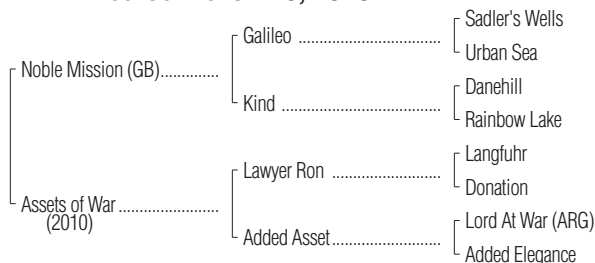 Galileo ........................................
Sadler's Wells
Urban Sea
Noble Mission (GB)..............
Kind ........................................
Danehill
Rainbow Lake
Lawyer Ron ...............................
Langfuhr
Donation
Assets of War ........................
(2010)
Added Asset..............................
Lord At War (ARG)
Added Elegance